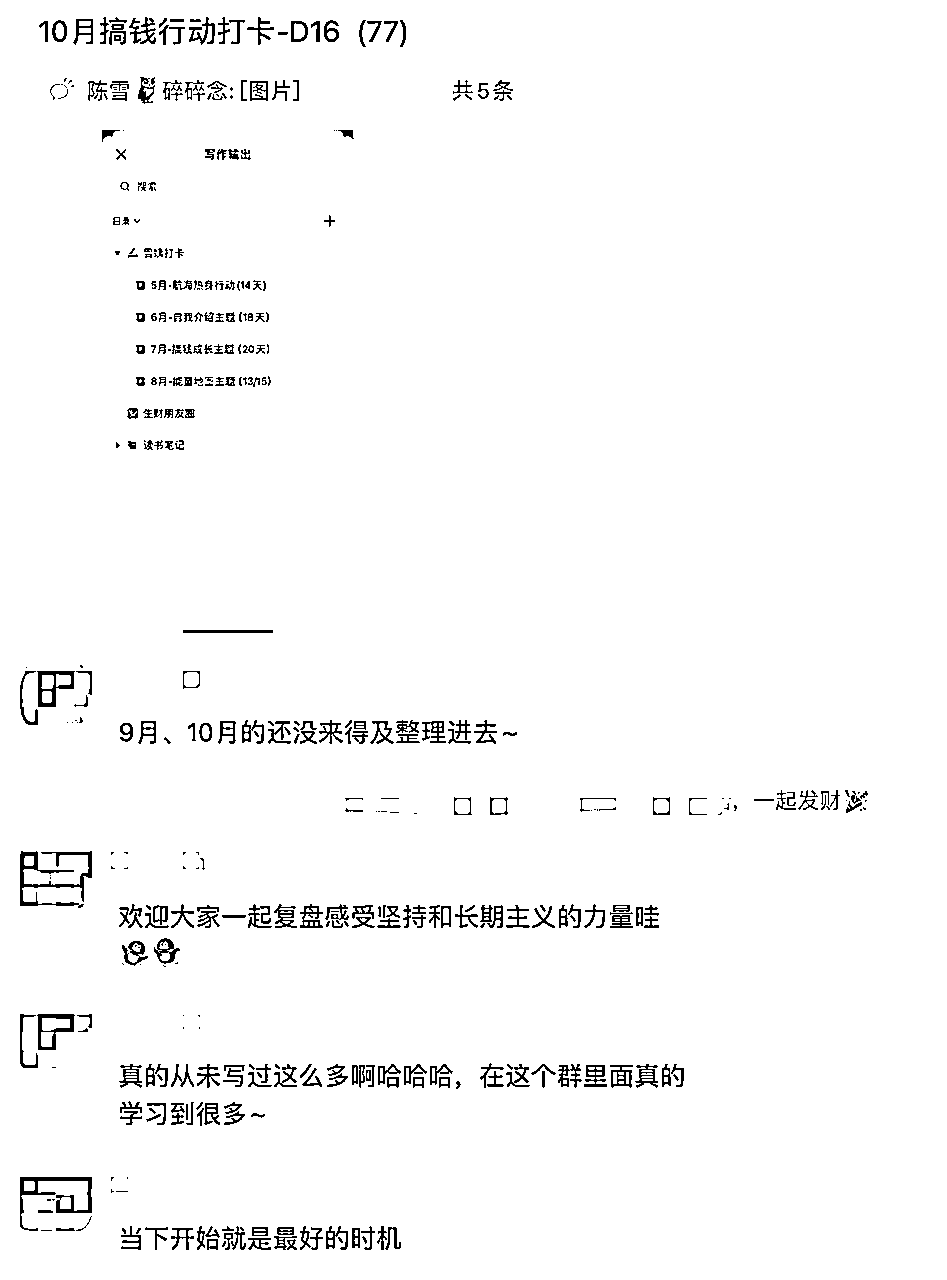 10月搞钱行动打卡-D16 (77)
陈雪 碎碎念:[图片] 共5条
写作输出
搜索
目录
雪钱打卡
5月-航海热身行动(14天)
6月-自我介绍主题 (18天)
7月-搞钱成长主题 (20天)
8月-能量地图主题 (13/15)
生财朋友圈
读书笔记
9月、10月的还没来得及整理进去~
，一起发财
欢迎大家一起复盘感受坚持和长期主义的力量哇
真的从未写过这么多啊哈哈哈，在这个群里面真的
学习到很多~
当下开始就是最好的时机